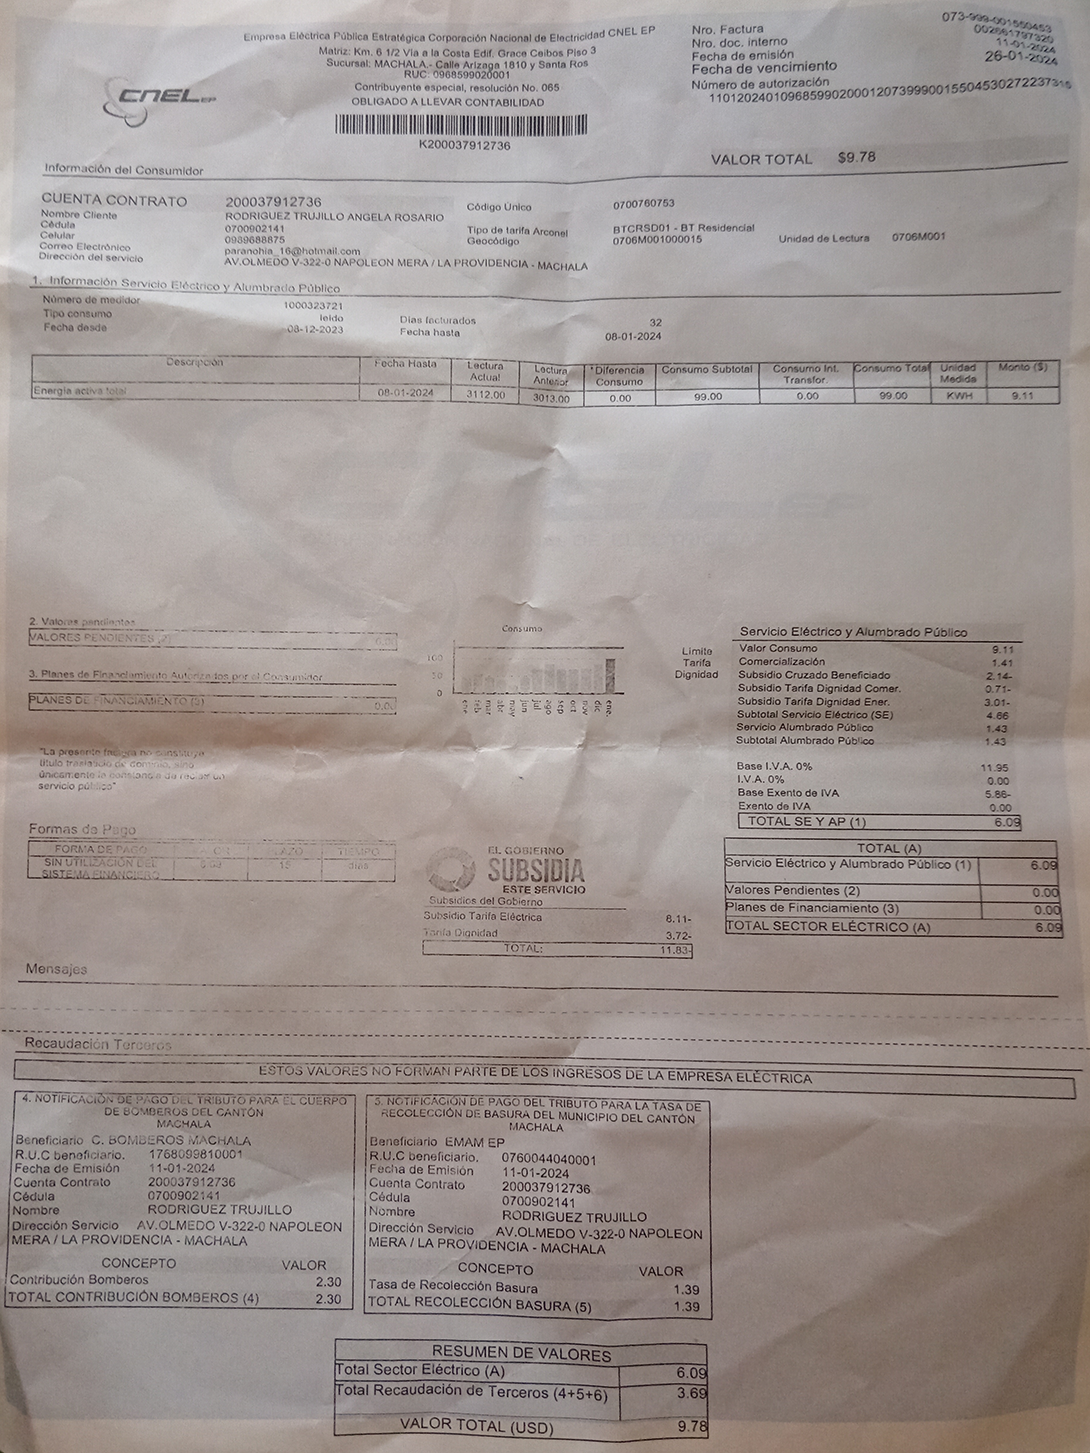 Empresa Eléctrica Pública Estratégica Corporación Nacional de Electricidad CNEL EP
Matriz: Km. 6 1/2 Via a la Costa Edif. Grace Ceibos Piso 3
Sucursal: MACHALA.- Calle Arizaga 1810 y Santa Ros
RUC: 0968599020001
Contribuyente especial, resolución No. 065
OBLIGADO A LLEVAR CONTABILIDAD
K200037912736
CNEL EP
Nro. Factura 073-999-001550453
Nro. doc. interno
Fecha de emisión 11-01-2024
Fecha de vencimiento 26-01-2024
Número de autorización
VALOR TOTAL $9.78
Información del Consumidor
CUENTA CONTRATO 200037912736 Código Único 0700760753
Nombre Cliente RODRIGUEZ TRUJILLO ANGELA ROSARIO
Cédula 0700902141 Tipo de tarifa Arconel BTCRSD01 - BT Residencial
Celular 0989688875 Geocódigo 0706M001000015 Unidad de Lectura 0706M001
Correo Electrónico paranohia_16@hotmail.com
Dirección del servicio AV.OLMEDO V-322-0 NAPOLEON MERA / LA PROVIDENCIA - MACHALA
1. Información Servicio Eléctrico y Alumbrado Público
Número de medidor 1000323721
Tipo consumo leido Dias facturados 32
Fecha desde 08-12-2023 Fecha hasta 08-01-2024
Descripción Fecha Hasta Lectura Actual Lectura Anterior *Diferencia Consumo Consumo Subtotal Consumo Int. Transfor. Consumo Total Unidad Medida Monto ($)
Energia activa total 08-01-2024 3112.00 3013.00 0.00 99.00 0.00 99.00 KWH 9.11
2. Valores pendientes
VALORES PENDIENTES (2) 0.00
3. Planes de Financiamiento Autorizados por el Consumidor
PLANES DE FINANCIAMIENTO (3) 0.00
"La presente factura no constituye
título traslaticio de dominio, sino
únicamente la constancia de recibir un
servicio público"
Consumo
100
50
0
ene. feb. mar. abr. may. jun. jul. ago. sep. oct. nov. dic. ene.
Limite
Tarifa
Dignidad
Servicio Eléctrico y Alumbrado Público
Valor Consumo 9.11
Comercialización 1.41
Subsidio Cruzado Beneficiado 2.14-
Subsidio Tarifa Dignidad Comer. 0.71-
Subsidio Tarifa Dignidad Ener. 3.01-
Subtotal Servicio Eléctrico (SE) 4.66
Servicio Alumbrado Público 1.43
Subtotal Alumbrado Público 1.43
Base I.V.A. 0% 11.95
I.V.A. 0% 0.00
Base Exento de IVA 5.86-
Exento de IVA 0.00
TOTAL SE Y AP (1) 6.09
Formas de Pago
FORMA DE PAGO VALOR PLAZO TIEMPO
SIN UTILIZACIÓN DEL 15 días
SISTEMA FINANCIERO
EL GOBIERNO
SUBSIDIA
ESTE SERVICIO
Subsidios del Gobierno
Subsidio Tarifa Eléctrica 8.11-
Tarifa Dignidad 3.72-
TOTAL: 11.83-
TOTAL (A)
Servicio Eléctrico y Alumbrado Público (1) 6.09
Valores Pendientes (2) 0.00
Planes de Financiamiento (3) 0.00
TOTAL SECTOR ELÉCTRICO (A) 6.09
Mensajes
Recaudación Terceros
ESTOS VALORES NO FORMAN PARTE DE LOS INGRESOS DE LA EMPRESA ELÉCTRICA
4. NOTIFICACIÓN DE PAGO DEL TRIBUTO PARA EL CUERPO
DE BOMBEROS DEL CANTÓN
MACHALA
Beneficiario C. BOMBEROS MACHALA
R.U.C beneficiario. 1768099810001
Fecha de Emisión 11-01-2024
Cuenta Contrato 200037912736
Cédula 0700902141
Nombre RODRIGUEZ TRUJILLO
Dirección Servicio AV.OLMEDO V-322-0 NAPOLEON
MERA / LA PROVIDENCIA - MACHALA
CONCEPTO VALOR
Contribución Bomberos 2.30
TOTAL CONTRIBUCIÓN BOMBEROS (4) 2.30
5. NOTIFICACIÓN DE PAGO DEL TRIBUTO PARA LA TASA DE
RECOLECCIÓN DE BASURA DEL MUNICIPIO DEL CANTÓN
MACHALA
Beneficiario EMAM EP
R.U.C beneficiario. 0760044040001
Fecha de Emisión 11-01-2024
Cuenta Contrato 200037912736
Cédula 0700902141
Nombre RODRIGUEZ TRUJILLO
Dirección Servicio AV.OLMEDO V-322-0 NAPOLEON
MERA / LA PROVIDENCIA - MACHALA
CONCEPTO VALOR
Tasa de Recolección Basura 1.39
TOTAL RECOLECCIÓN BASURA (5) 1.39
RESUMEN DE VALORES
Total Sector Eléctrico (A) 6.09
Total Recaudación de Terceros (4+5+6) 3.69
VALOR TOTAL (USD) 9.78